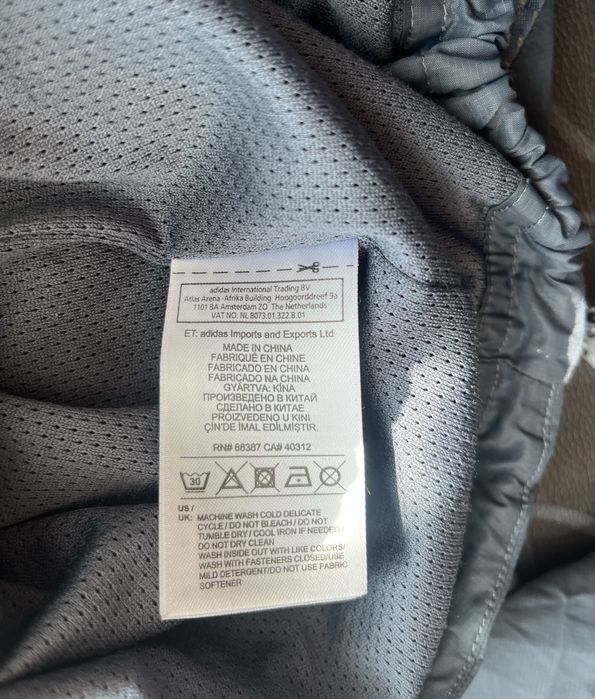 adidas International Trading BV
Atlas Arena -Afrika Building Hoogoorddreef 9a
1101 BA Amsterdam ZO The Netherlands
VAT NO. NL 8073.01.322.B.01
ET: adidas Imports and Exports Ltd
MADE IN CHINA
FABRIQUÉ EN CHINE
FABRICADO EN CHINA
FABRICADO NA CHINA
GYÁRTVA: KÍNA
ПРОИЗВЕДЕНО В КИТАЙ
СДЕЛАНО В КИТАЕ
PROIZVEDENO U KINI
ÇİN'DE İMAL EDİLMİŞTİR.
RN# 68387 CA# 40312
30
US /
UK: MACHINE WASH COLD DELICATE
CYCLE / DO NOT BLEACH / DO NOT
TUMBLE DRY / COOL IRON IF NEEDED /
DO NOT DRY CLEAN
WASH INSIDE OUT WITH LIKE COLORS/
WASH WITH FASTENERS CLOSED/USE
MILD DETERGENT/DO NOT USE FABRIC
SOFTENER